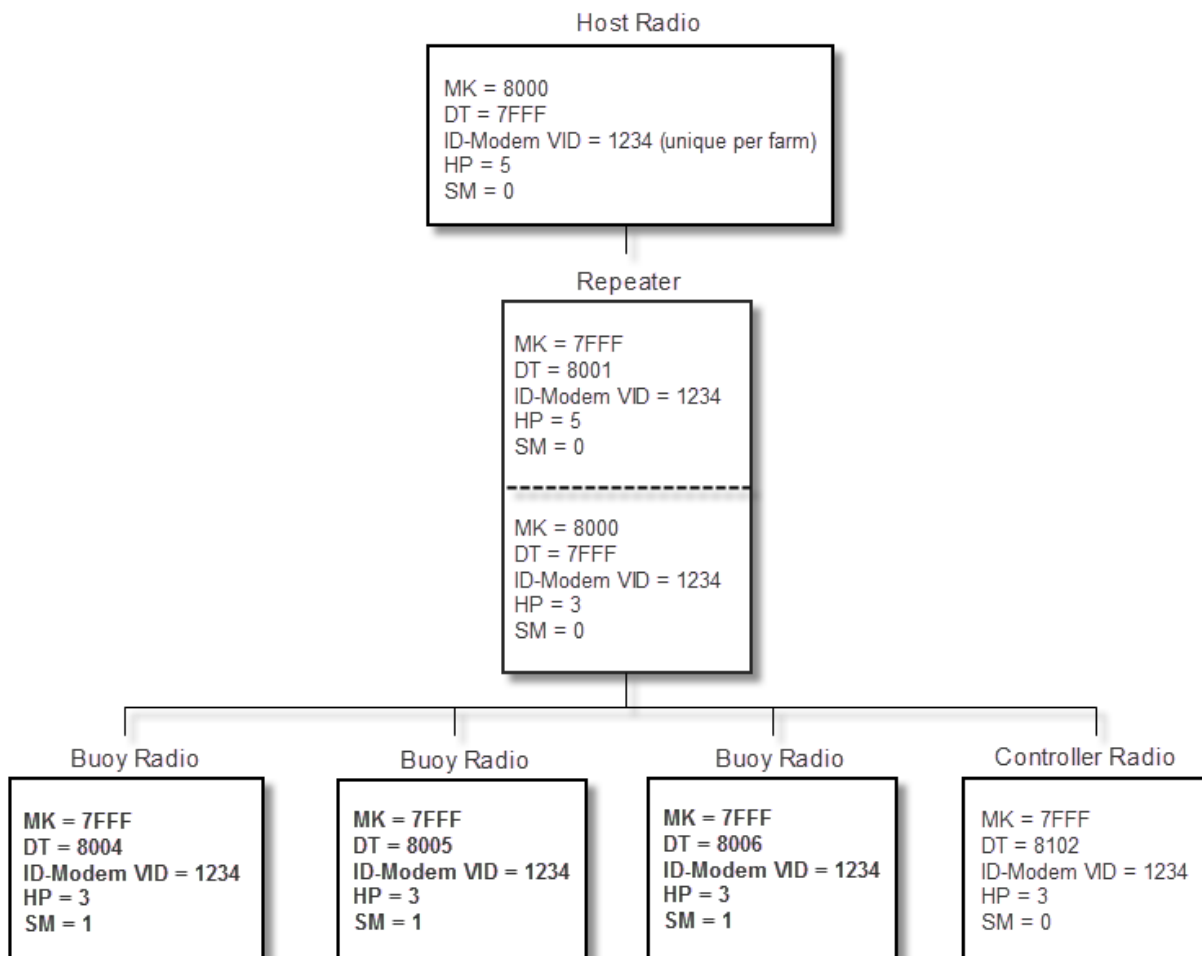 Host Radio
MK = 8000
DT = 7FFF
ID-Modem VID = 1234 (unique per farm)
HP = 5
SM = 0
Repeater
MK = 7FFF
DT = 8001
ID-Modem VID = 1234
HP = 5
SM = 0
MK = 8000
DT = 7FFF
ID-Modem VID = 1234
HP = 3
SM = 0
Buoy Radio
MK = 7FFF
DT = 8004
ID-Modem VID = 1234
HP = 3
SM = 1
Buoy Radio
MK = 7FFF
DT = 8005
ID-Modem VID = 1234
HP = 3
SM = 1
Buoy Radio
MK = 7FFF
DT = 8006
ID-Modem VID = 1234
HP = 3
SM = 1
Controller Radio
MK = 7FFF
DT = 8102
ID-Modem VID = 1234
HP = 3
SM = 0